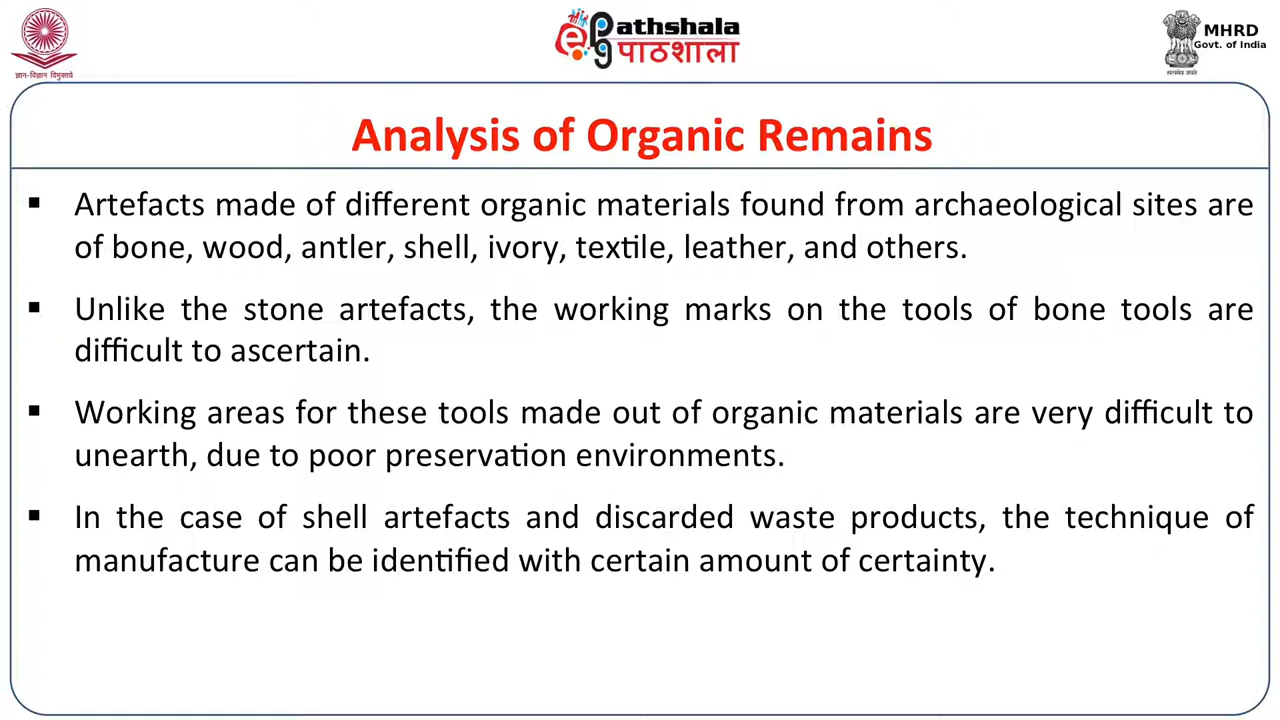 ज्ञान-विज्ञान विमुक्तये
ePathshala
पाठशाला
MHRD
Govt. of India
सत्यमेव जयते
Analysis of Organic Remains
▪ Artefacts made of different organic materials found from archaeological sites are
of bone, wood, antler, shell, ivory, textile, leather, and others.
▪ Unlike the stone artefacts, the working marks on the tools of bone tools are
difficult to ascertain.
▪ Working areas for these tools made out of organic materials are very difficult to
unearth, due to poor preservation environments.
▪ In the case of shell artefacts and discarded waste products, the technique of
manufacture can be identified with certain amount of certainty.